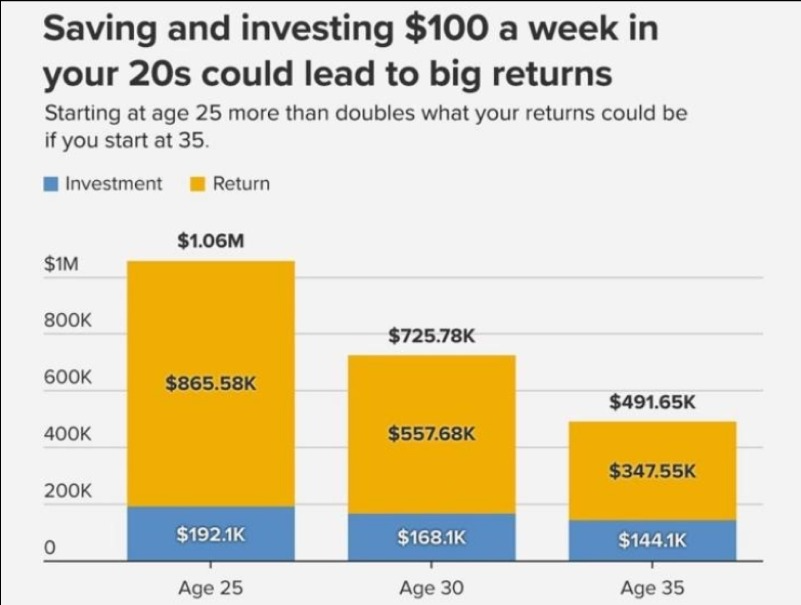 Saving and investing $100 a week in
your 20s could lead to big returns
Starting at age 25 more than doubles what your returns could be
if you start at 35.
Investment Return
$1.06M
$1M
800K
$725.78K
600K
$865.58K
$491.65K
400K
$557.68K
$347.55K
200K
$192.1K
$168.1K
$144.1K
0
Age 25 Age 30 Age 35